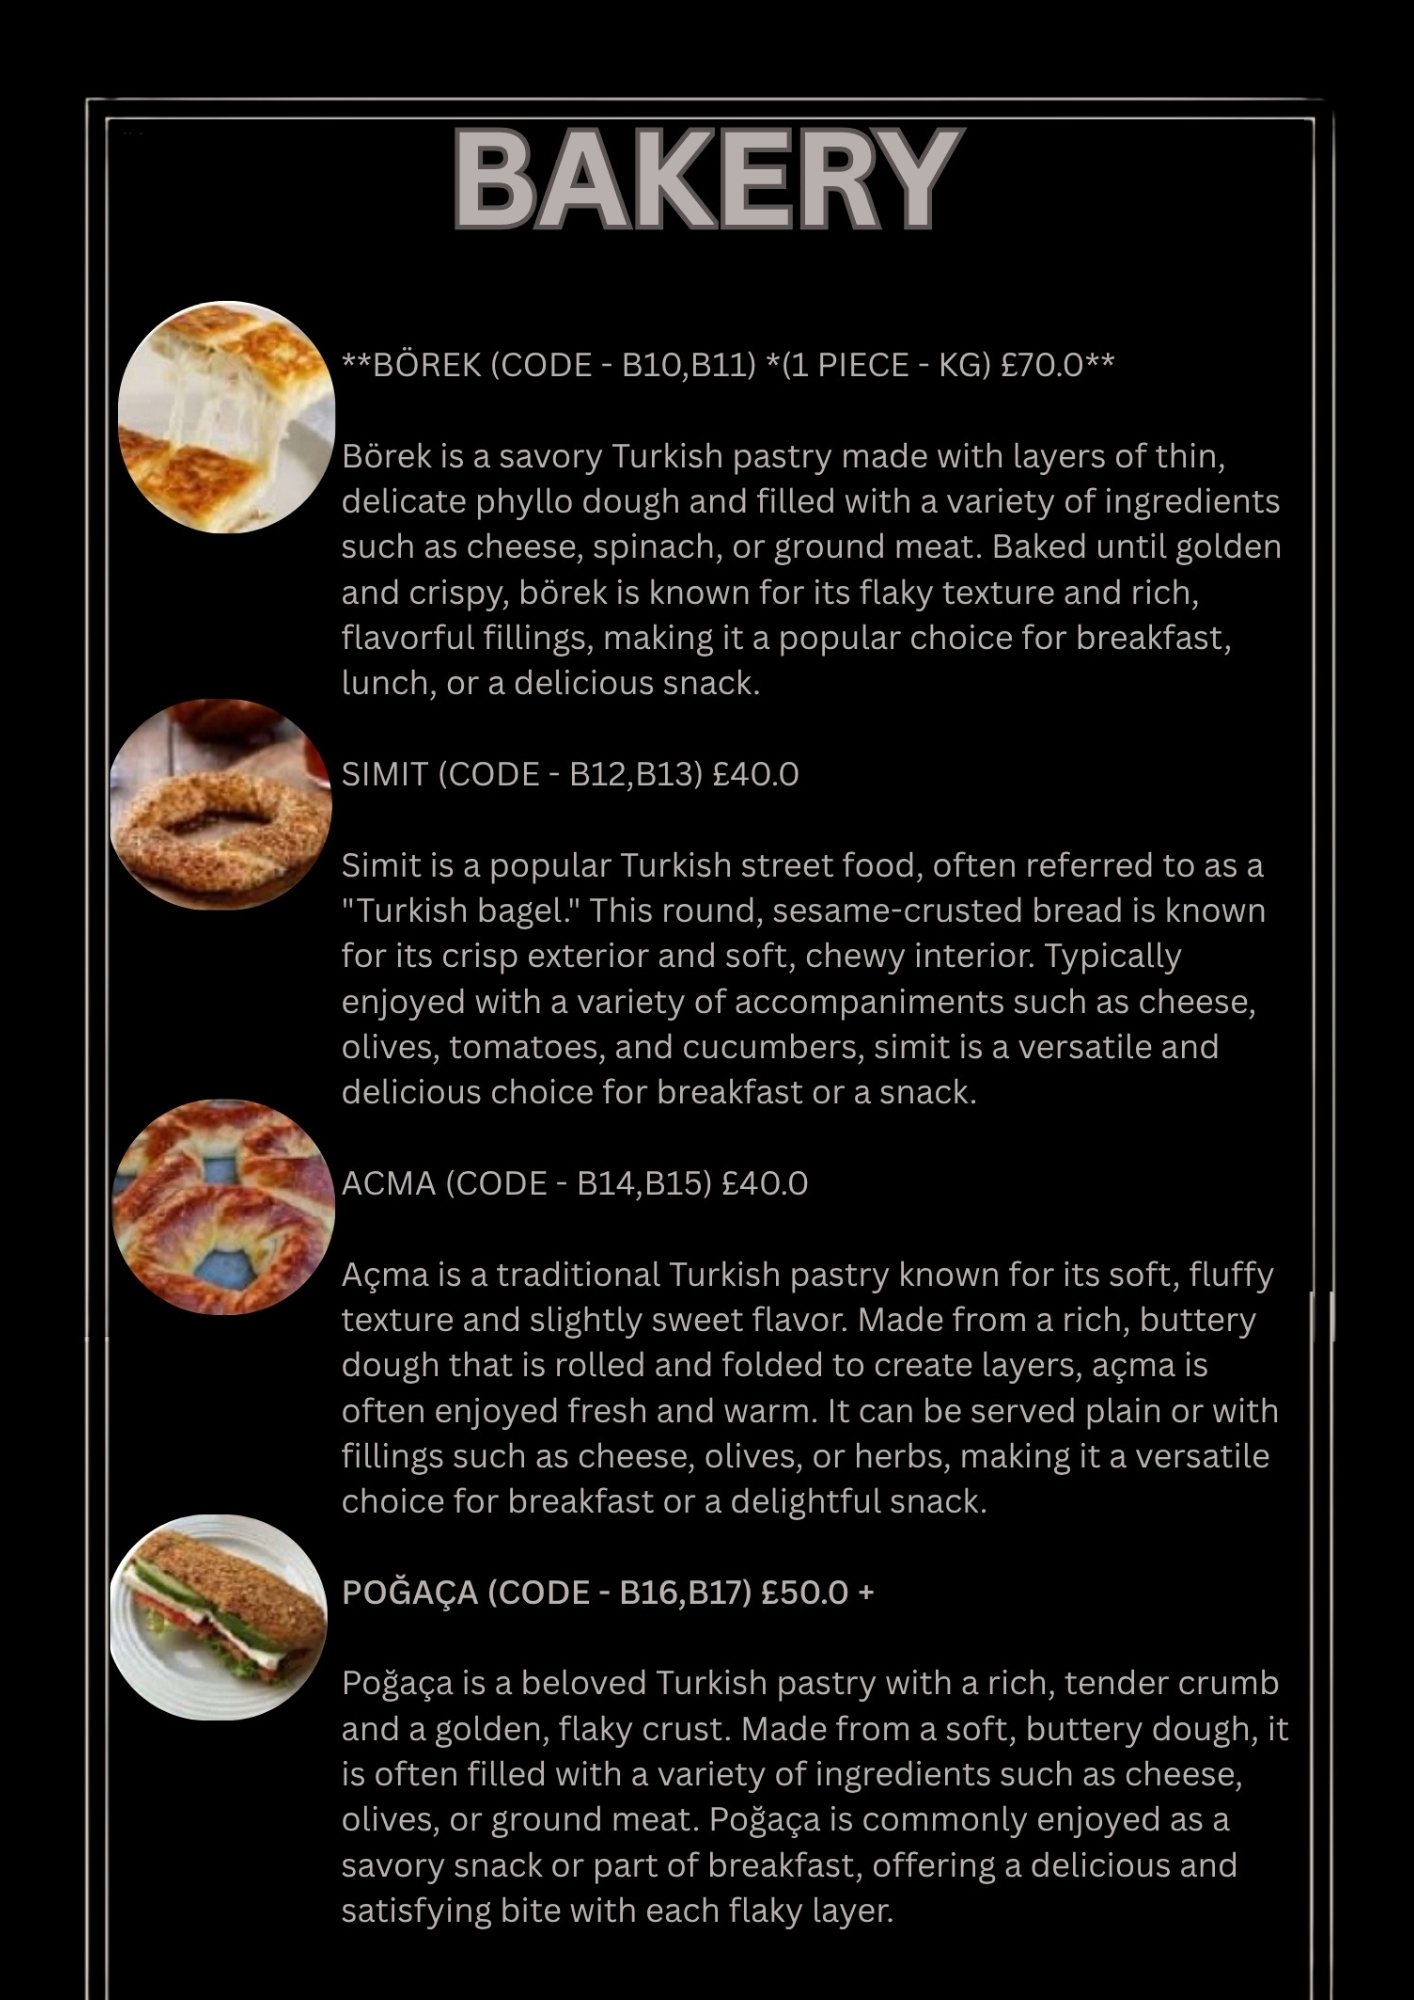 BAKERY
**BÖREK (CODE - B10,B11) *(1 PIECE - KG) £70.0**
Börek is a savory Turkish pastry made with layers of thin,
delicate phyllo dough and filled with a variety of ingredients
such as cheese, spinach, or ground meat. Baked until golden
and crispy, börek is known for its flaky texture and rich,
flavorful fillings, making it a popular choice for breakfast,
lunch, or a delicious snack.
SIMIT (CODE - B12,B13) £40.0
Simit is a popular Turkish street food, often referred to as a
"Turkish bagel." This round, sesame-crusted bread is known
for its crisp exterior and soft, chewy interior. Typically
enjoyed with a variety of accompaniments such as cheese,
olives, tomatoes, and cucumbers, simit is a versatile and
delicious choice for breakfast or a snack.
ACMA (CODE - B14,B15) £40.0
Açma is a traditional Turkish pastry known for its soft, fluffy
texture and slightly sweet flavor. Made from a rich, buttery
dough that is rolled and folded to create layers, açma is
often enjoyed fresh and warm. It can be served plain or with
fillings such as cheese, olives, or herbs, making it a versatile
choice for breakfast or a delightful snack.
POĞAÇA (CODE - B16,B17) £50.0 +
Poğaça is a beloved Turkish pastry with a rich, tender crumb
and a golden, flaky crust. Made from a soft, buttery dough, it
is often filled with a variety of ingredients such as cheese,
olives, or ground meat. Poğaça is commonly enjoyed as a
savory snack or part of breakfast, offering a delicious and
satisfying bite with each flaky layer.